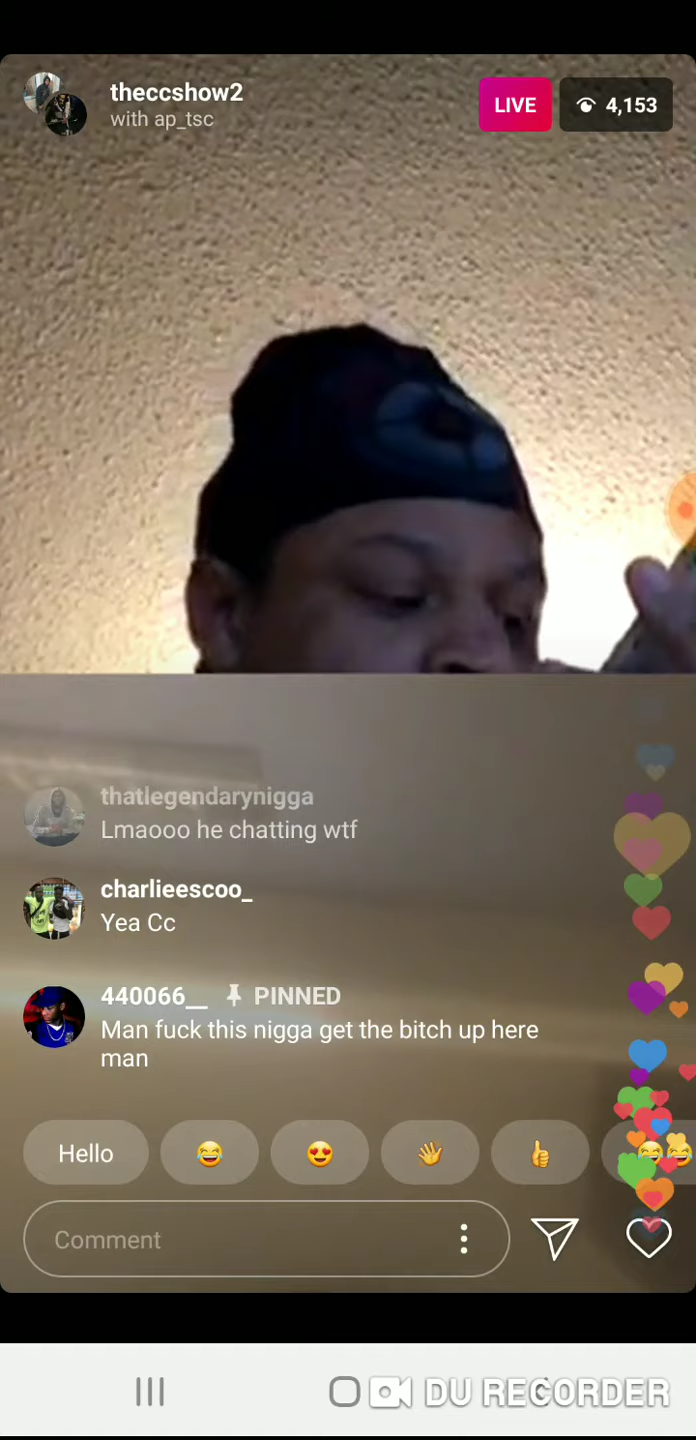 theccshow2
with ap_tsc
LIVE
4,153
thatlegendarynigga
Lmaooo he chatting wtf
charlieescoo_
Yea Cc
440066__ PINNED
Man fuck this nigga get the bitch up here
man
Hello
Comment
DU RECORDER